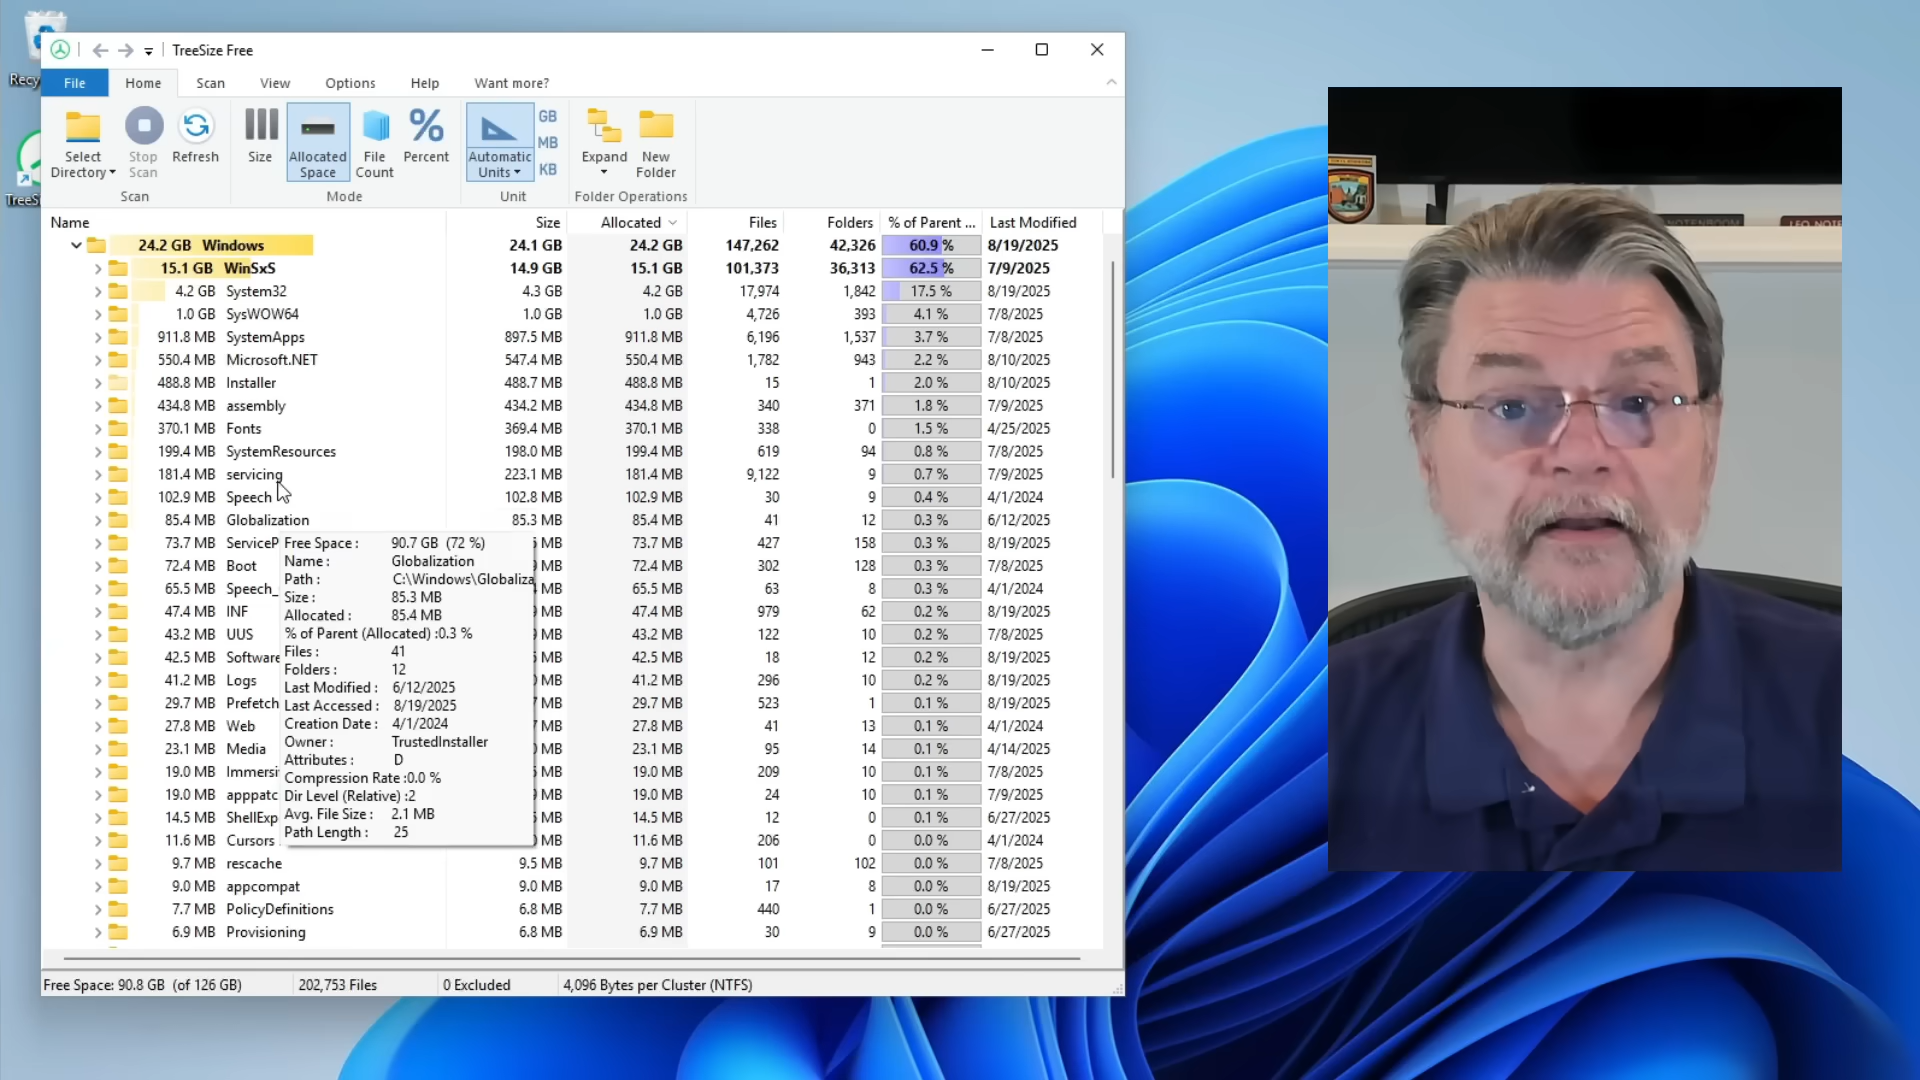 Recy
TreeS
TreeSize Free
File Home Scan View Options Help Want more?
Select Directory
Stop Scan
Refresh
Size
Allocated Space
File Count
Percent
Automatic Units
GB
MB
KB
Expand
New Folder
Scan Mode Unit Folder Operations
Name Size Allocated Files Folders % of Parent ... Last Modified
24.2 GB Windows 24.1 GB 24.2 GB 147,262 42,326 60.9 % 8/19/2025
15.1 GB WinSxS 14.9 GB 15.1 GB 101,373 36,313 62.5 % 7/9/2025
4.2 GB System32 4.3 GB 4.2 GB 17,974 1,842 17.5 % 8/19/2025
1.0 GB SysWOW64 1.0 GB 1.0 GB 4,726 393 4.1 % 7/8/2025
911.8 MB SystemApps 897.5 MB 911.8 MB 6,196 1,537 3.7 % 7/8/2025
550.4 MB Microsoft.NET 547.4 MB 550.4 MB 1,782 943 2.2 % 8/10/2025
488.8 MB Installer 488.7 MB 488.8 MB 15 1 2.0 % 8/10/2025
434.8 MB assembly 434.2 MB 434.8 MB 340 371 1.8 % 7/9/2025
370.1 MB Fonts 369.4 MB 370.1 MB 338 0 1.5 % 4/25/2025
199.4 MB SystemResources 198.0 MB 199.4 MB 619 94 0.8 % 7/8/2025
181.4 MB servicing 223.1 MB 181.4 MB 9,122 9 0.7 % 7/9/2025
102.9 MB Speech 102.8 MB 102.9 MB 30 9 0.4 % 4/1/2024
85.4 MB Globalization 85.3 MB 85.4 MB 41 12 0.3 % 6/12/2025
73.7 MB ServiceP 73.7 MB 427 158 0.3 % 8/19/2025
72.4 MB Boot 72.4 MB 302 128 0.3 % 7/8/2025
65.5 MB Speech_ 65.5 MB 63 8 0.3 % 4/1/2024
47.4 MB INF 47.4 MB 979 62 0.2 % 8/19/2025
43.2 MB UUS 43.2 MB 122 10 0.2 % 7/8/2025
42.5 MB Software 42.5 MB 18 12 0.2 % 8/19/2025
41.2 MB Logs 41.2 MB 296 10 0.2 % 8/19/2025
29.7 MB Prefetch 29.7 MB 523 1 0.1 % 8/19/2025
27.8 MB Web 27.8 MB 41 13 0.1 % 4/1/2024
23.1 MB Media 23.1 MB 95 14 0.1 % 4/14/2025
19.0 MB Immersi 19.0 MB 209 10 0.1 % 7/8/2025
19.0 MB apppatc 19.0 MB 24 10 0.1 % 7/9/2025
14.5 MB ShellExp 14.5 MB 12 0 0.1 % 6/27/2025
11.6 MB Cursors 11.6 MB 206 0 0.0 % 4/1/2024
9.7 MB rescache 9.5 MB 9.7 MB 101 102 0.0 % 7/8/2025
9.0 MB appcompat 9.0 MB 9.0 MB 17 8 0.0 % 8/19/2025
7.7 MB PolicyDefinitions 6.8 MB 7.7 MB 440 1 0.0 % 6/27/2025
6.9 MB Provisioning 6.8 MB 6.9 MB 30 9 0.0 % 6/27/2025
Free Space : 90.7 GB (72 %)
Name : Globalization
Path : C:\Windows\Globaliza
Size : 85.3 MB
Allocated : 85.4 MB
% of Parent (Allocated) :0.3 %
Files : 41
Folders : 12
Last Modified : 6/12/2025
Last Accessed : 8/19/2025
Creation Date : 4/1/2024
Owner : TrustedInstaller
Attributes : D
Compression Rate :0.0 %
Dir Level (Relative) :2
Avg. File Size : 2.1 MB
Path Length : 25
Free Space: 90.8 GB (of 126 GB) 202,753 Files 0 Excluded 4,096 Bytes per Cluster (NTFS)
NOTENBOOM
LEO NOTE